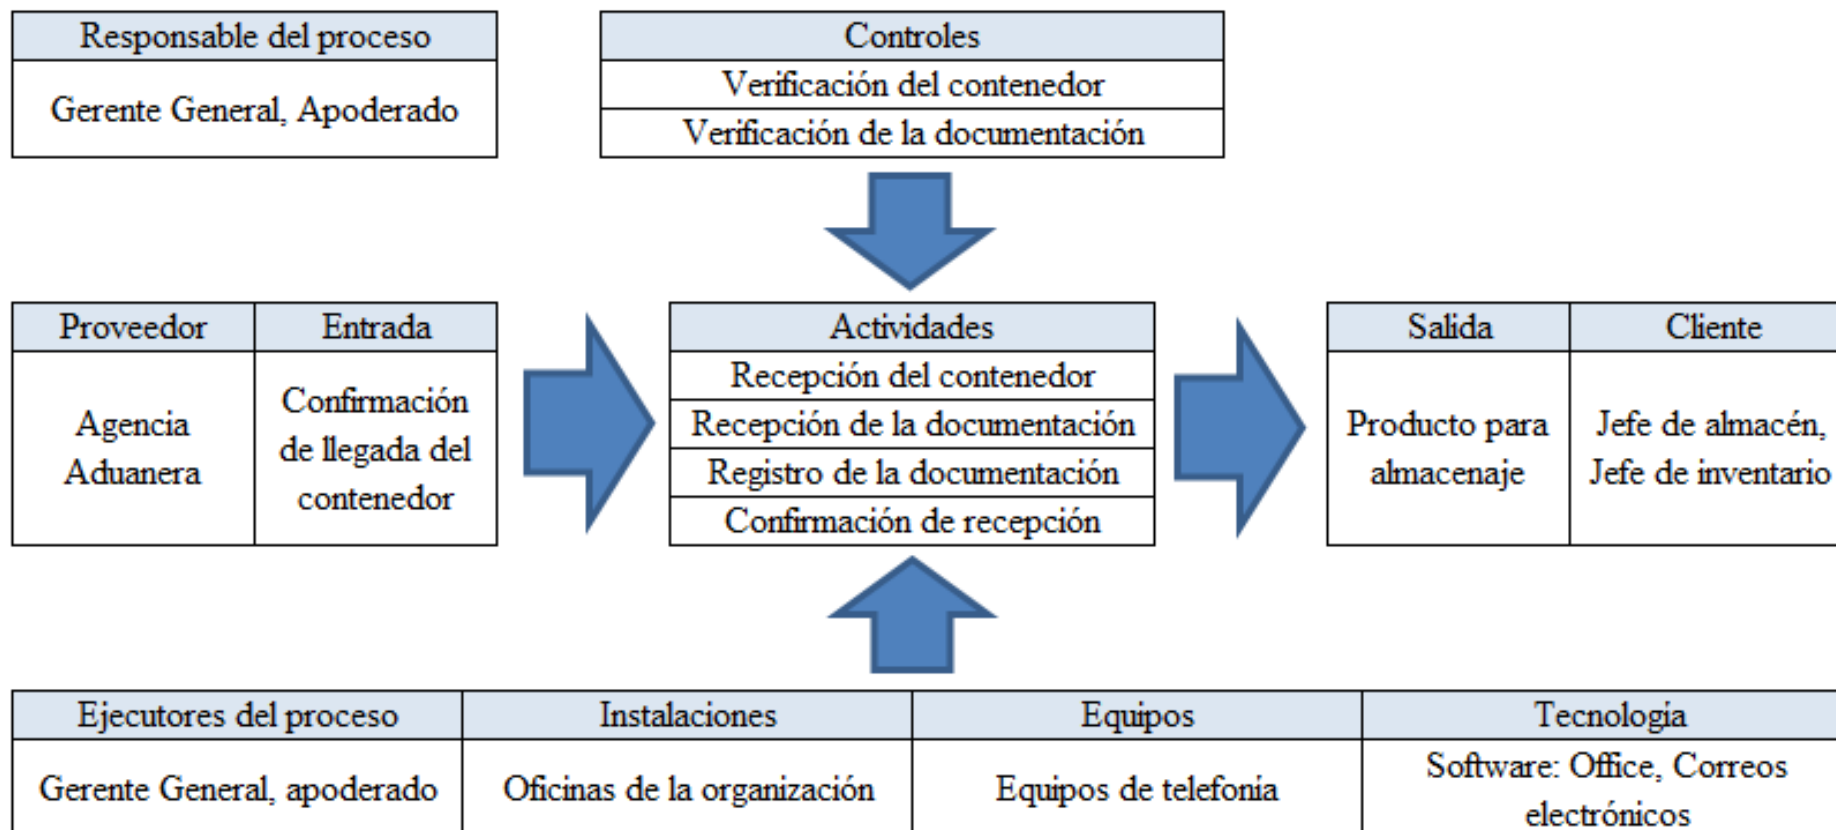 Responsable del proceso
Gerente General, Apoderado
Controles
Verificación del contenedor
Verificación de la documentación
Proveedor
Entrada
Agencia
Aduanera
Confirmación
de llegada del
contenedor
Actividades
Recepción del contenedor
Recepción de la documentación
Registro de la documentación
Confirmación de recepción
Salida
Cliente
Producto para
almacenaje
Jefe de almacén,
Jefe de inventario
Ejecutores del proceso
Instalaciones
Equipos
Tecnología
Gerente General, apoderado
Oficinas de la organización
Equipos de telefonía
Software: Office, Correos
electrónicos